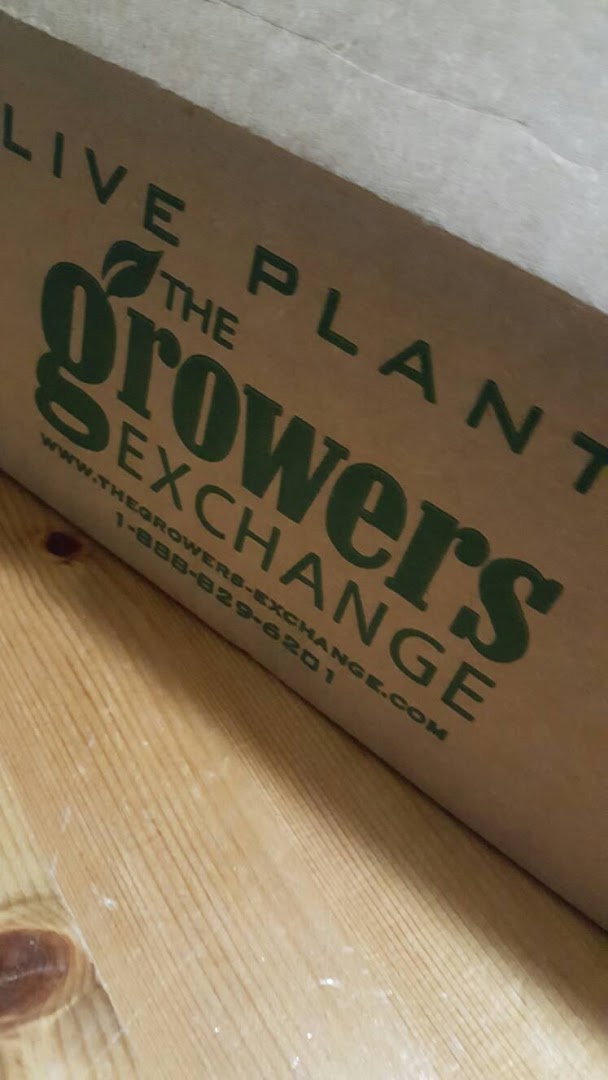 LIVE PLANT
THE
growers
EXCHANGE
WWW.THEGROWERS-EXCHANGE.COM
1-888-829-6201